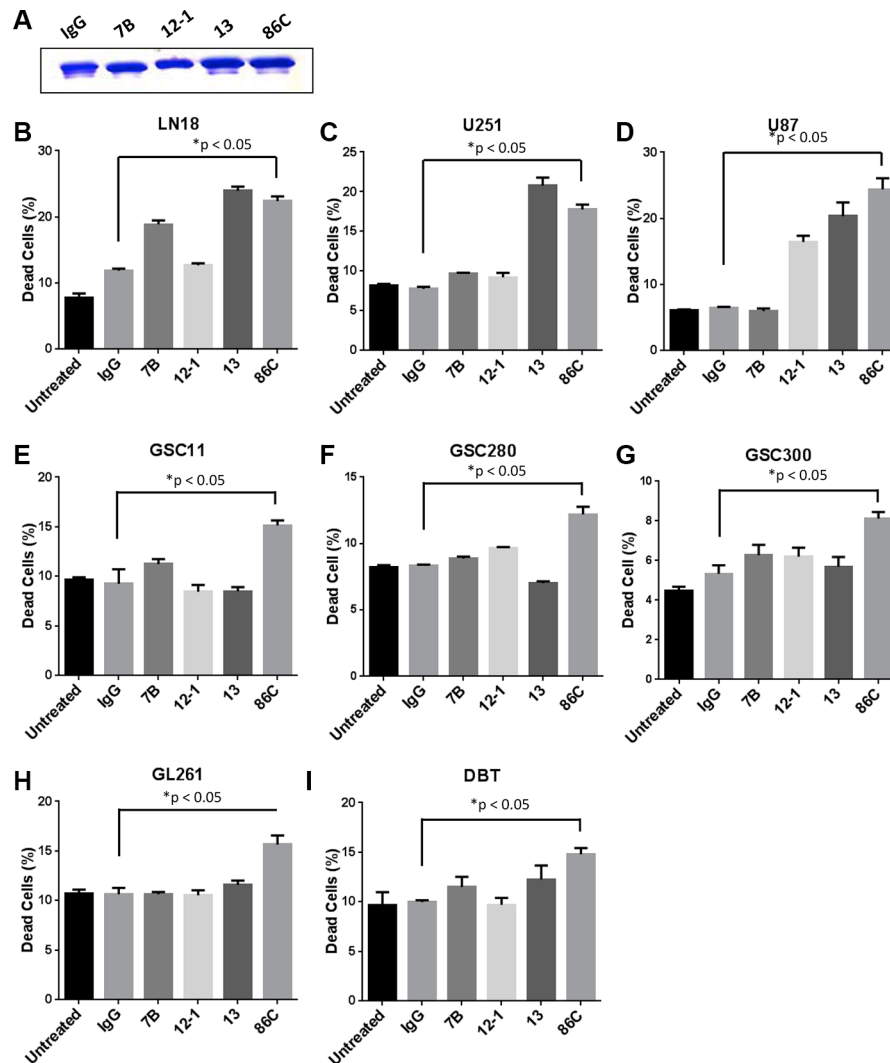 A
IgG 7B 12-1 13 86C
B
LN18
*p < 0.05
Dead Cells (%)
30
20
10
0
Untreated IgG 7B 12-1 13 86C
C
U251
*p < 0.05
Dead Cells (%)
25
20
15
10
5
0
Untreated IgG 7B 12-1 13 86C
D
U87
*p < 0.05
Dead Cells (%)
30
20
10
0
Untreated IgG 7B 12-1 13 86C
E
GSC11
*p < 0.05
Dead Cells (%)
20
15
10
5
0
Untreated IgG 7B 12-1 13 86C
F
GSC280
*p < 0.05
Dead Cell (%)
15
10
5
0
Untreated IgG 7B 12-1 13 86C
G
GSC300
*p < 0.05
Dead Cell (%)
10
8
6
4
2
0
Untreated IgG 7B 12-1 13 86C
H
GL261
*p < 0.05
Dead Cells (%)
20
15
10
5
0
Untreated IgG 7B 12-1 13 86C
I
DBT
*p < 0.05
Dead Cells (%)
20
15
10
5
0
Untreated IgG 7B 12-1 13 86C